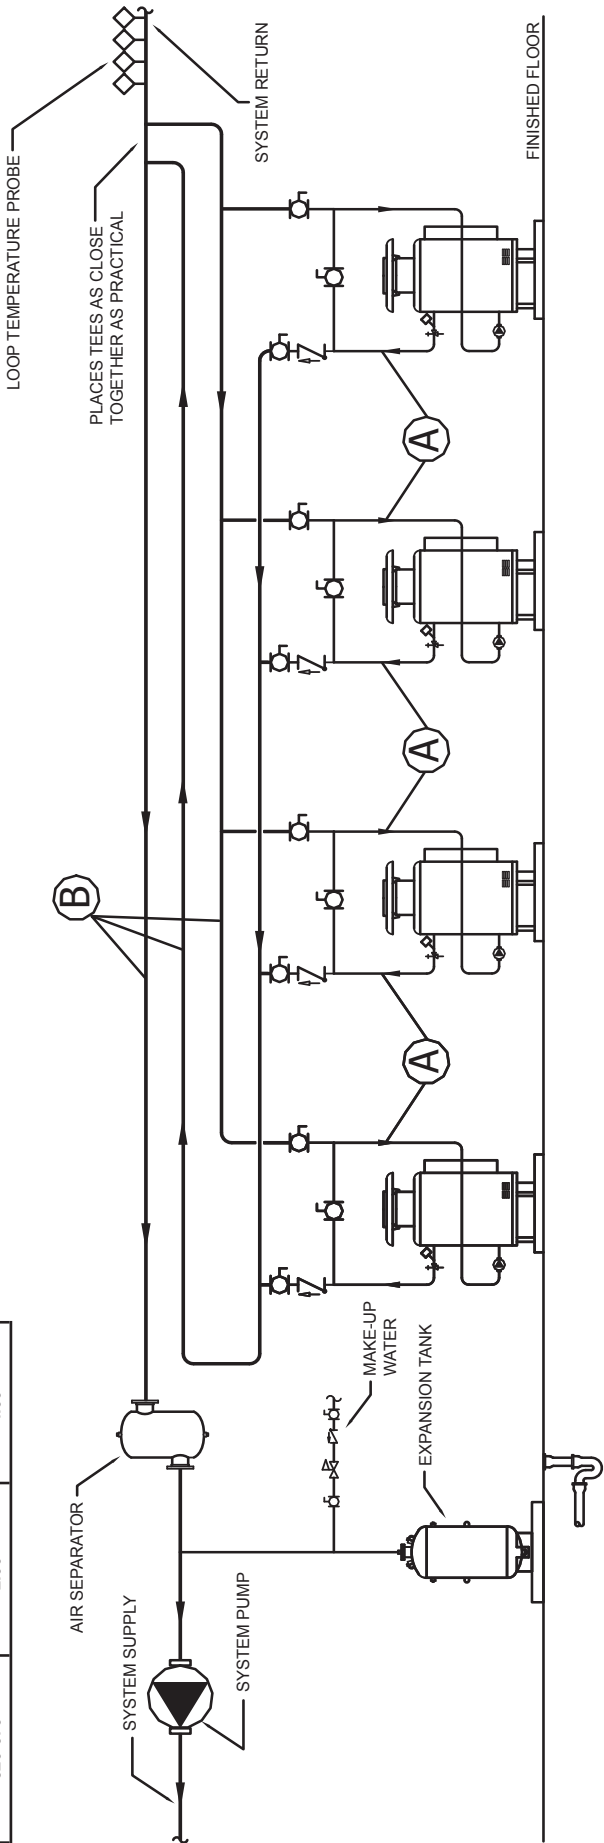 LOOP TEMPERATURE PROBE
PLACES TEES AS CLOSE
TOGETHER AS PRACTICAL
SYSTEM RETURN
FINISHED FLOOR
B
A
A
A
AIR SEPARATOR
SYSTEM SUPPLY
SYSTEM PUMP
MAKE-UP
WATER
EXPANSION TANK